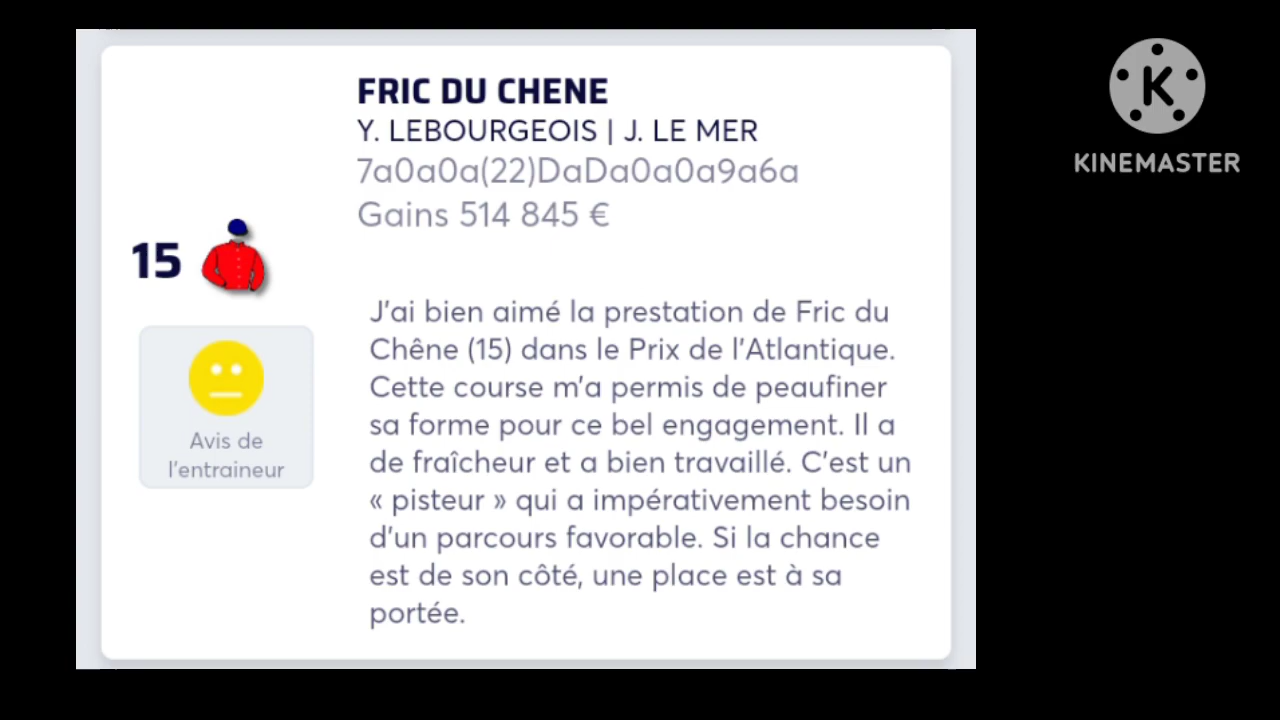 FRIC DU CHENE
Y. LEBOURGEOIS | J. LE MER
7a0a0a(22)DaDa0a0a9a6a
Gains 514 845 €
15
Avis de
l'entraineur
J'ai bien aimé la prestation de Fric du
Chêne (15) dans le Prix de l'Atlantique.
Cette course m'a permis de peaufiner
sa forme pour ce bel engagement. Il a
de fraîcheur et a bien travaillé. C'est un
« pisteur » qui a impérativement besoin
d'un parcours favorable. Si la chance
est de son côté, une place est à sa
portée.
K
KINEMASTER